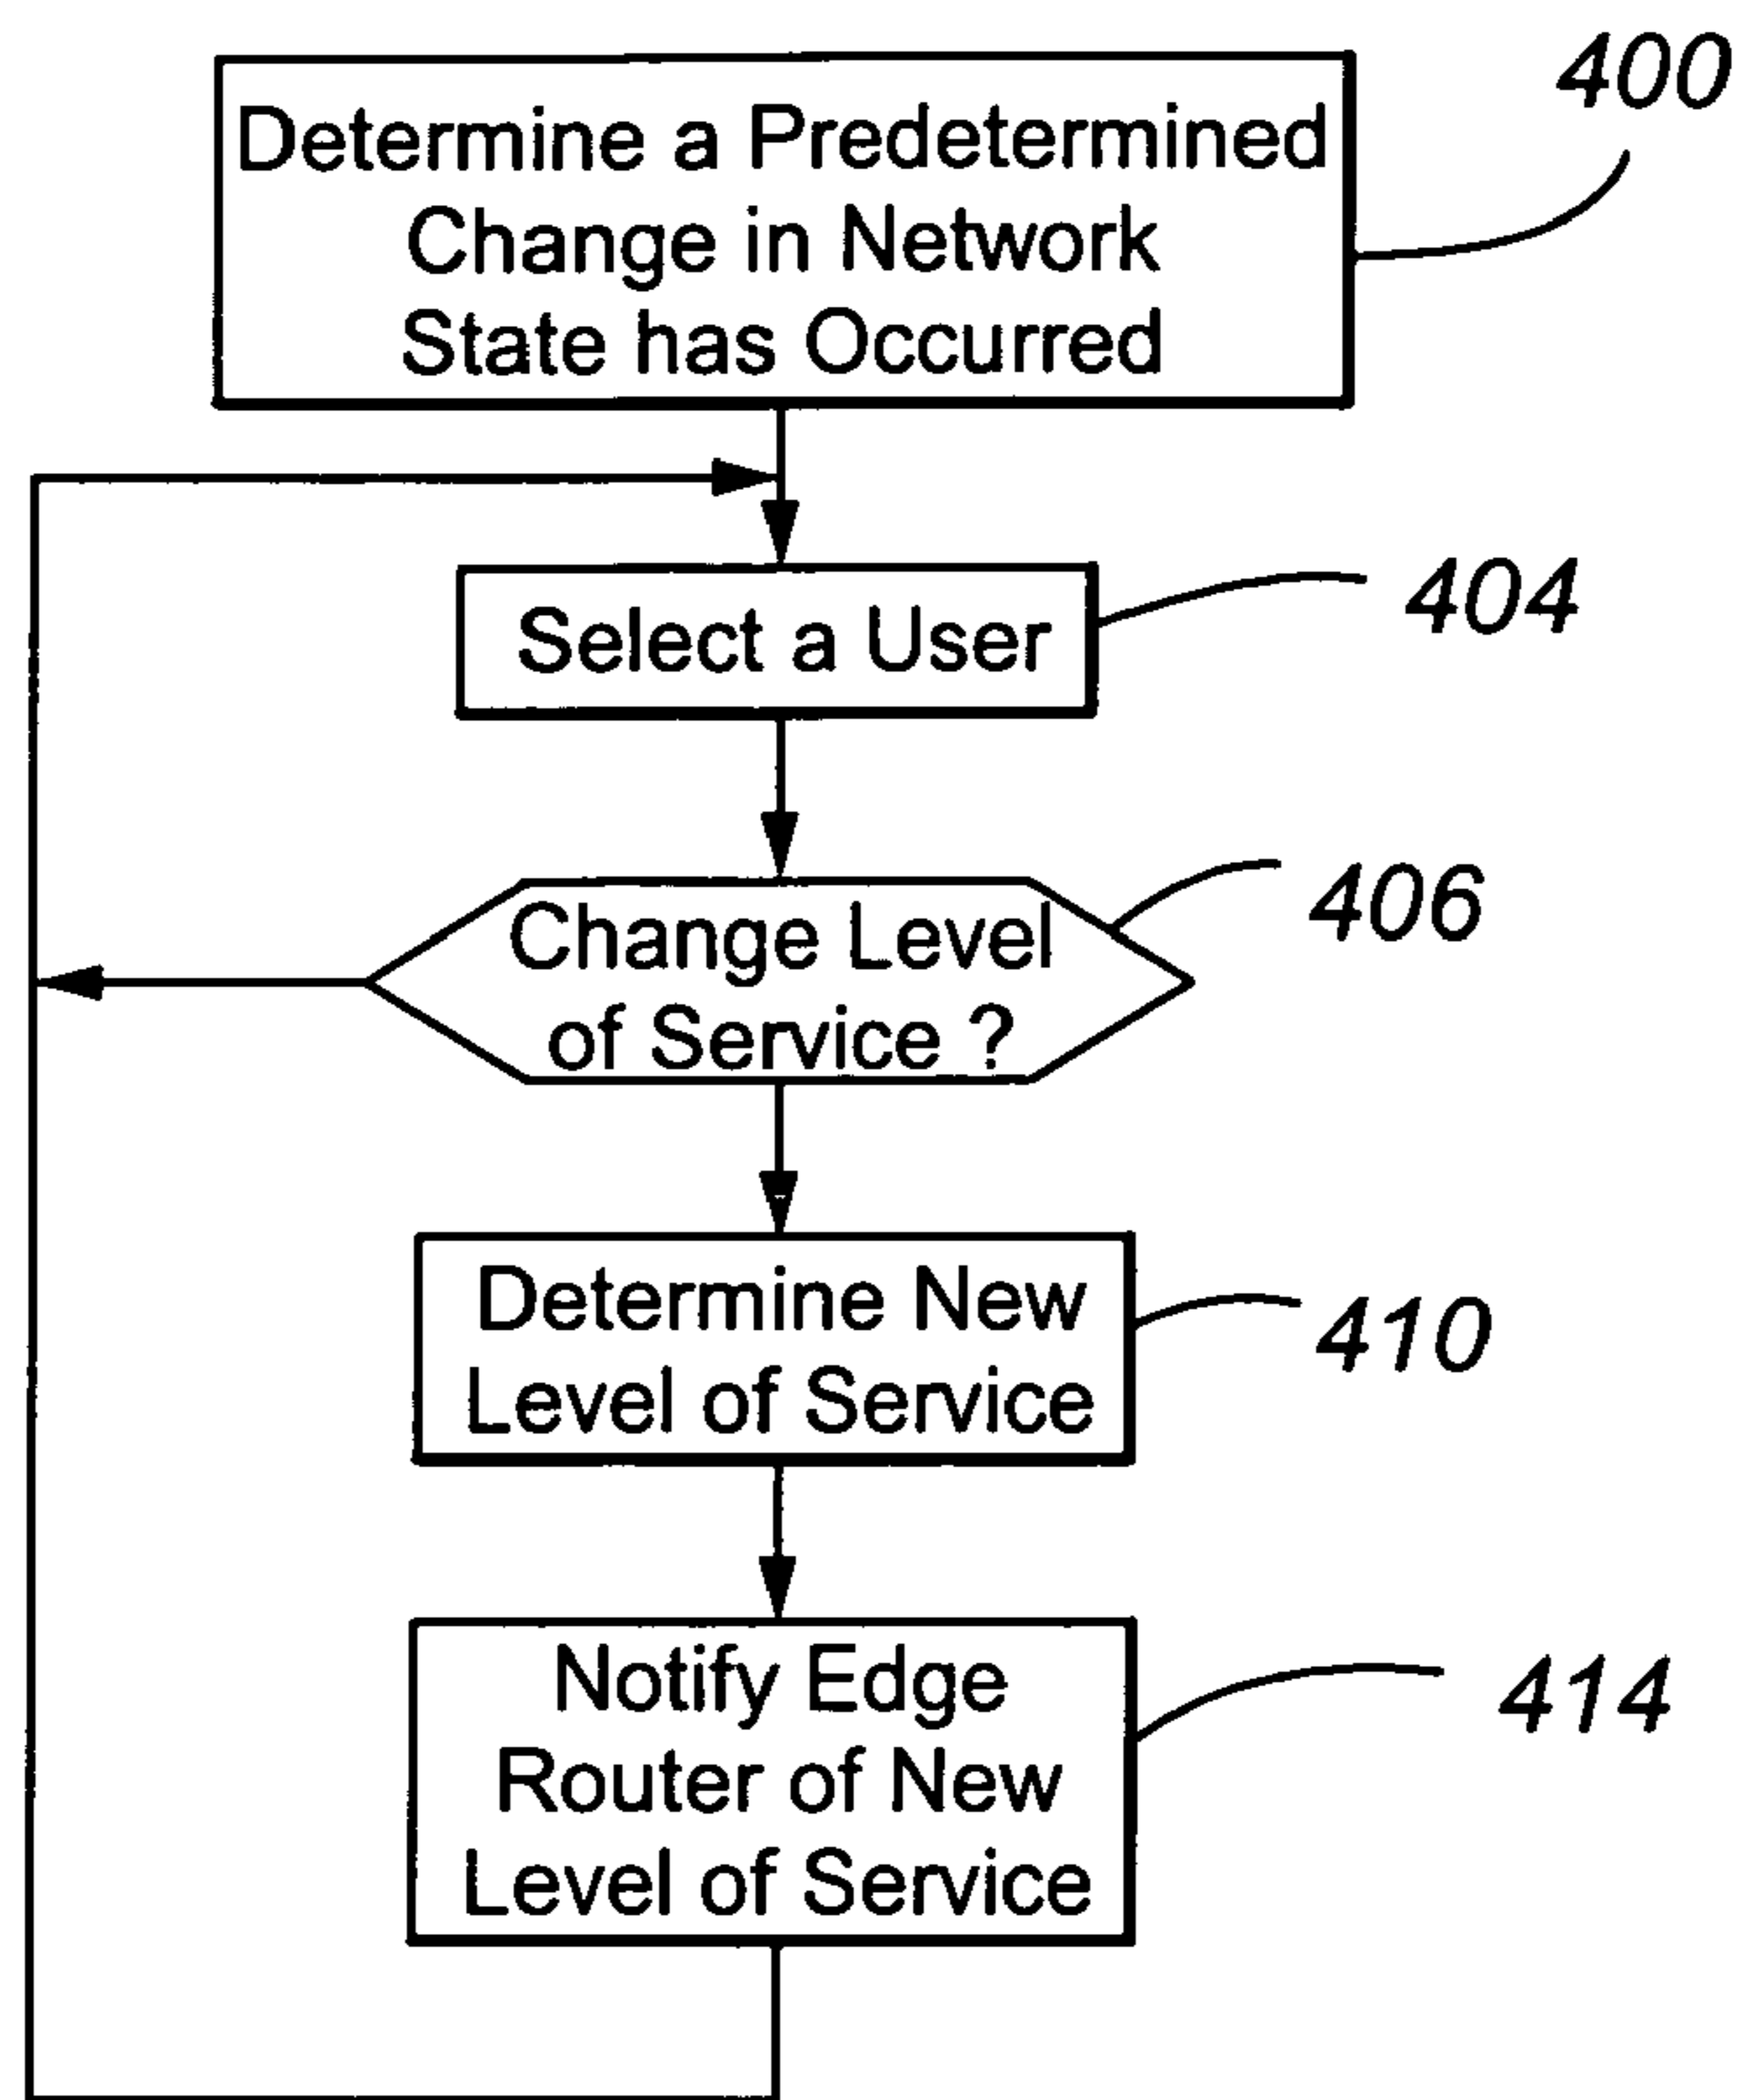 400
Determine a Predetermined
Change in Network
State has Occurred
404
Select a User
406
Change Level
of Service ?
410
Determine New
Level of Service
414
Notify Edge
Router of New
Level of Service